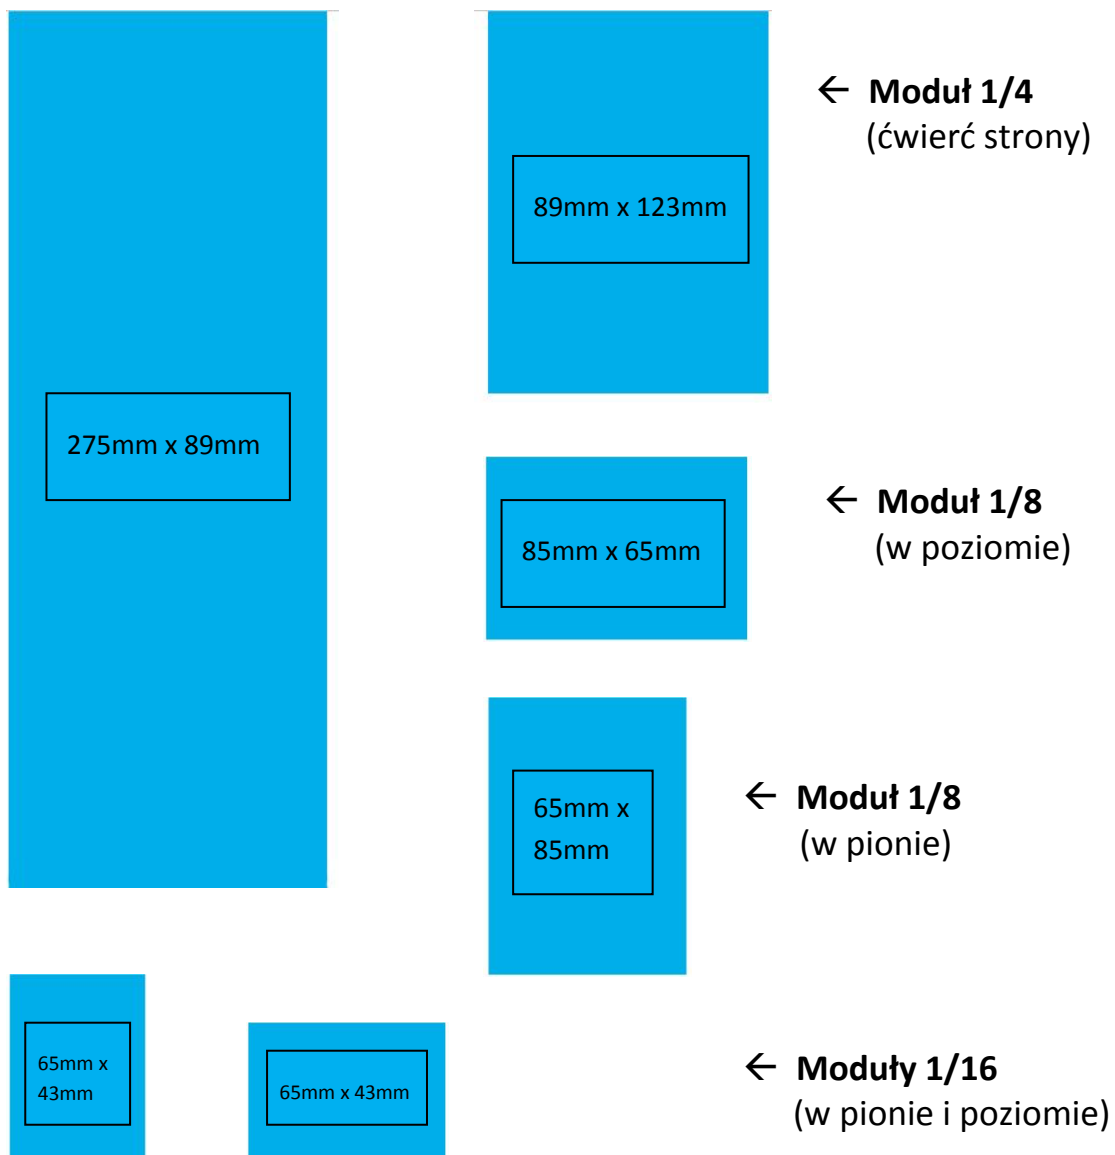 ← Moduł 1/4
(ćwierć strony)
89mm x 123mm
275mm x 89mm
← Moduł 1/8
(w poziomie)
85mm x 65mm
← Moduł 1/8
(w pionie)
65mm x
85mm
← Moduły 1/16
(w pionie i poziomie)
65mm x
43mm
65mm x 43mm